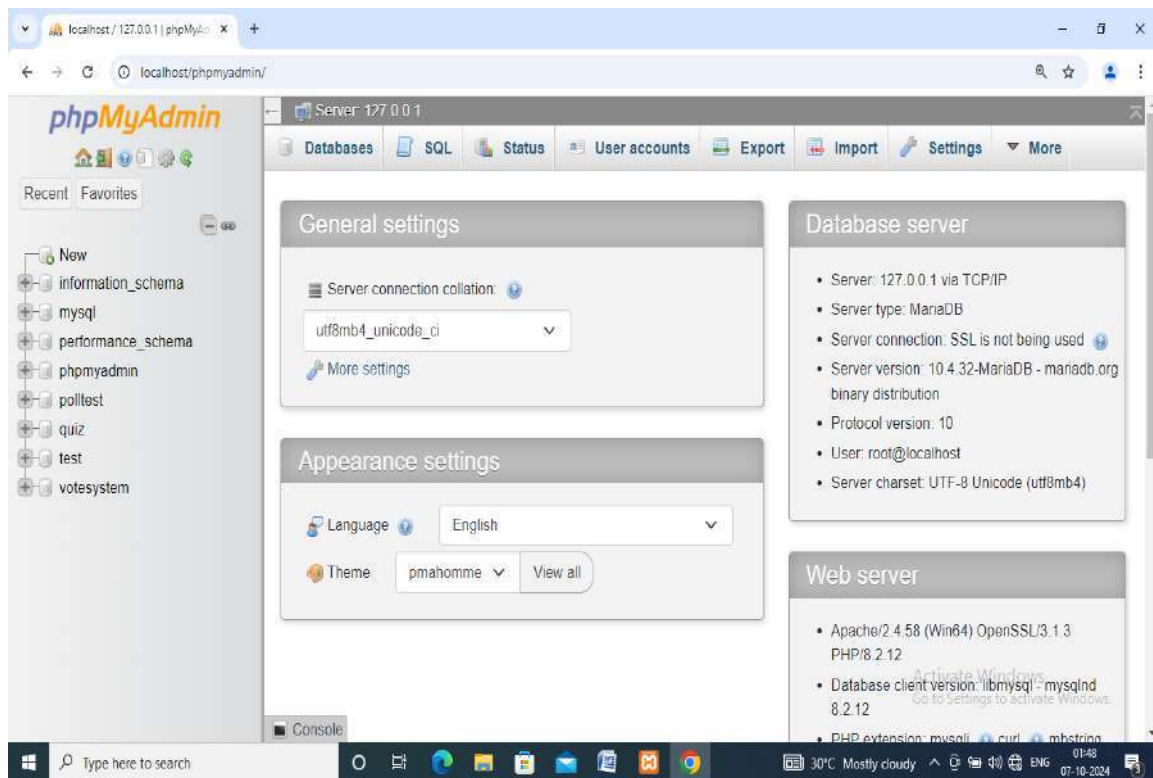 localhost / 127.0.0.1 | phpMyAd
localhost/phpmyadmin/
phpMyAdmin
Recent Favorites
New
information_schema
mysql
performance_schema
phpmyadmin
polltest
quiz
test
votesystem
Server: 127.0.0.1
Databases SQL Status User accounts Export Import Settings More
General settings
Server connection collation:
utf8mb4_unicode_ci
More settings
Appearance settings
Language English
Theme pmahomme View all
Console
Database server
Server: 127.0.0.1 via TCP/IP
Server type: MariaDB
Server connection: SSL is not being used
Server version: 10.4.32-MariaDB - mariadb.org
binary distribution
Protocol version: 10
User: root@localhost
Server charset: UTF-8 Unicode (utf8mb4)
Web server
Apache/2.4.58 (Win64) OpenSSL/3.1.3
PHP/8.2.12
Database client version: libmysql - mysqlnd
8.2.12
PHP extension: mysqli curl mbstring
Activate Windows
Go to Settings to activate Windows.
Type here to search
30°C Mostly cloudy ENG
01:48
07-10-2024
3